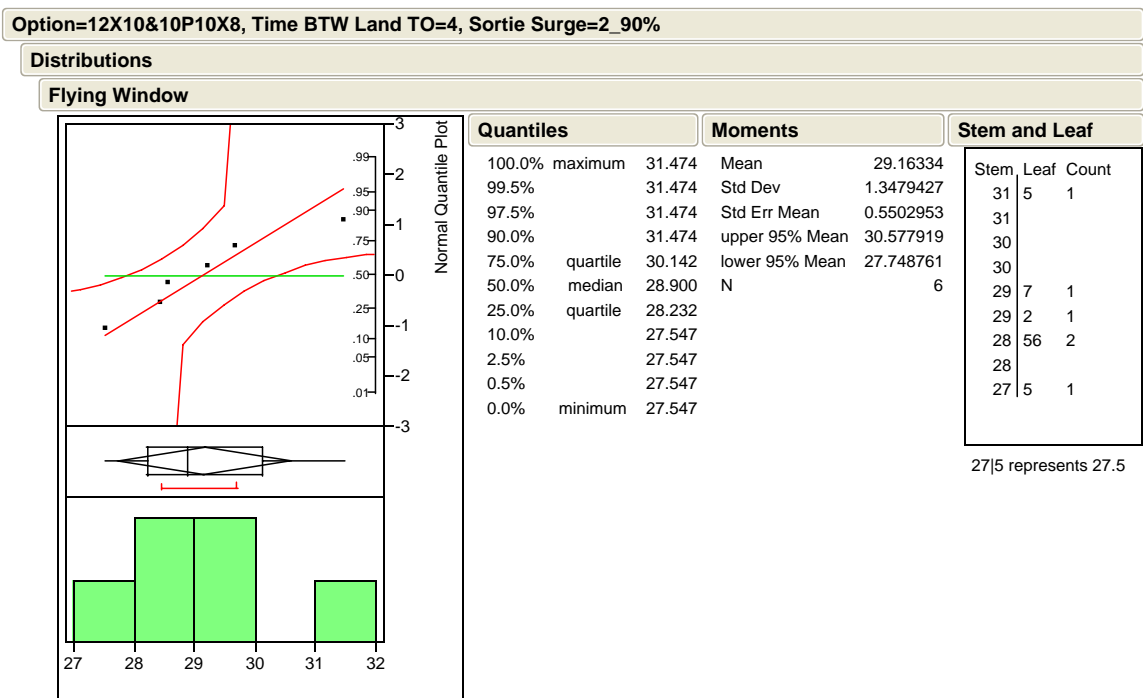 Option=12X10&10P10X8, Time BTW Land TO=4, Sortie Surge=2_90%
Distributions
Flying Window
3
2
1
0
-1
-2
-3
.99
.95
.90
.75
.50
.25
.10
.05
.01
Normal Quantile Plot
27 28 29 30 31 32
Quantiles
100.0% maximum 31.474
99.5% 31.474
97.5% 31.474
90.0% 31.474
75.0% quartile 30.142
50.0% median 28.900
25.0% quartile 28.232
10.0% 27.547
2.5% 27.547
0.5% 27.547
0.0% minimum 27.547
Moments
Mean 29.16334
Std Dev 1.3479427
Std Err Mean 0.5502953
upper 95% Mean 30.577919
lower 95% Mean 27.748761
N 6
Stem and Leaf
Stem Leaf Count
31 5 1
31
30
30
29 7 1
29 2 1
28 56 2
28
27 5 1
27|5 represents 27.5